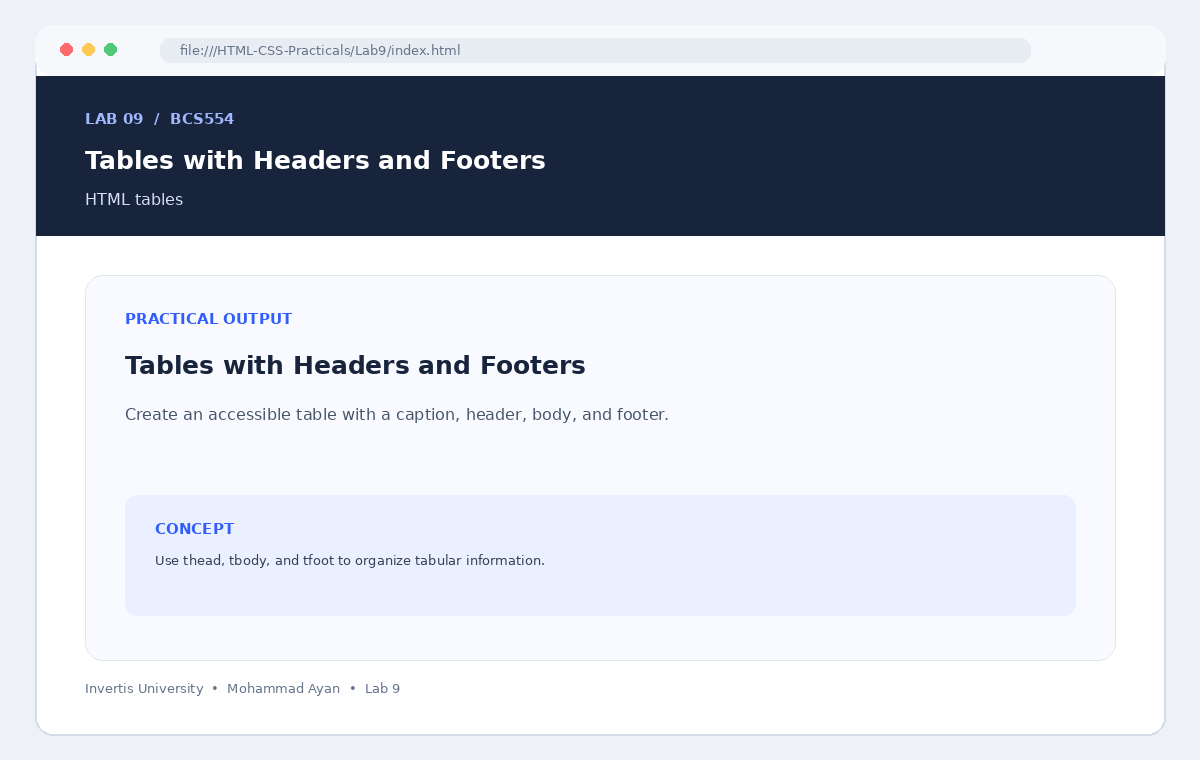 file:///HTML-CSS-Practicals/Lab9/index.html
LAB 09 / BCS554
Tables with Headers and Footers
HTML tables
PRACTICAL OUTPUT
Tables with Headers and Footers
Create an accessible table with a caption, header, body, and footer.
CONCEPT
Use thead, tbody, and tfoot to organize tabular information.
Invertis University • Mohammad Ayan • Lab 9